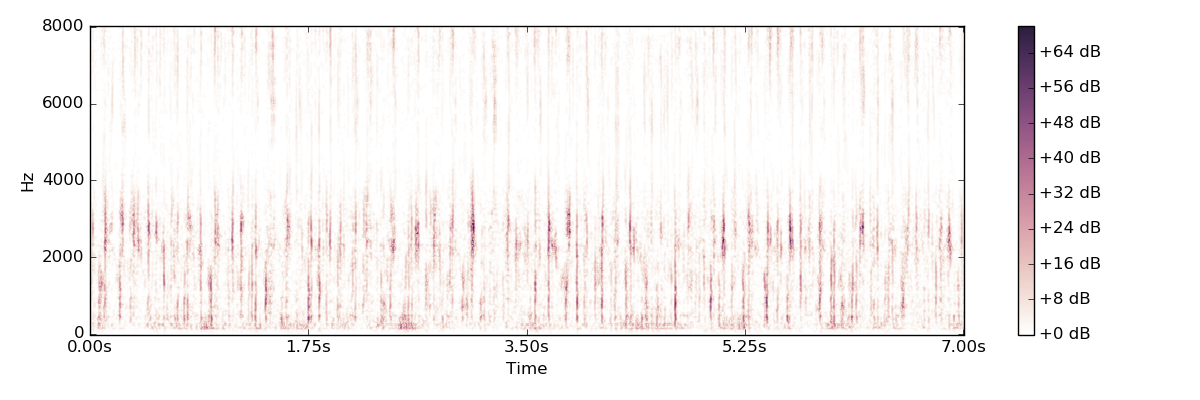 8000
6000
4000
2000
0
Hz
0.00s 1.75s 3.50s 5.25s 7.00s
Time
+64 dB
+56 dB
+48 dB
+40 dB
+32 dB
+24 dB
+16 dB
+8 dB
+0 dB